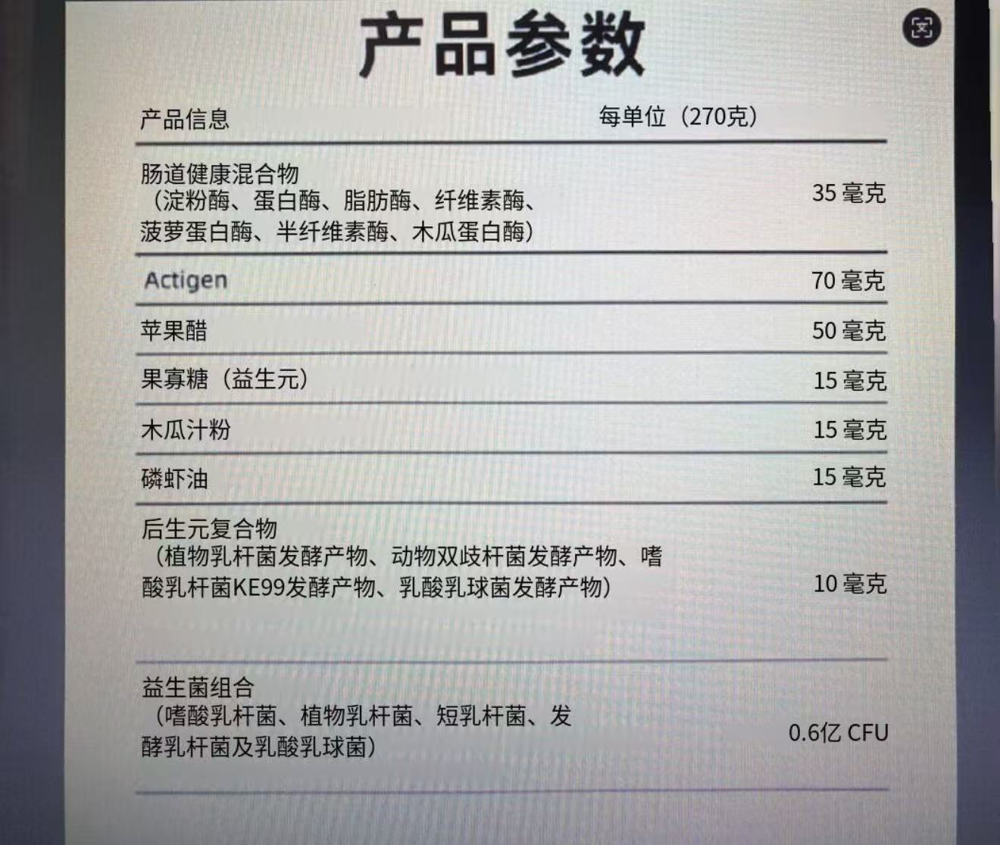 产品参数
产品信息
每单位（270克）
肠道健康混合物
（淀粉酶、蛋白酶、脂肪酶、纤维素酶、
菠萝蛋白酶、半纤维素酶、木瓜蛋白酶）
35 毫克
Actigen
70 毫克
苹果醋
50 毫克
果寡糖（益生元）
15 毫克
木瓜汁粉
15 毫克
磷虾油
15 毫克
后生元复合物
（植物乳杆菌发酵产物、动物双歧杆菌发酵产物、嗜
酸乳杆菌KE99发酵产物、乳酸乳球菌发酵产物）
10 毫克
益生菌组合
（嗜酸乳杆菌、植物乳杆菌、短乳杆菌、发
酵乳杆菌及乳酸乳球菌）
0.6亿 CFU